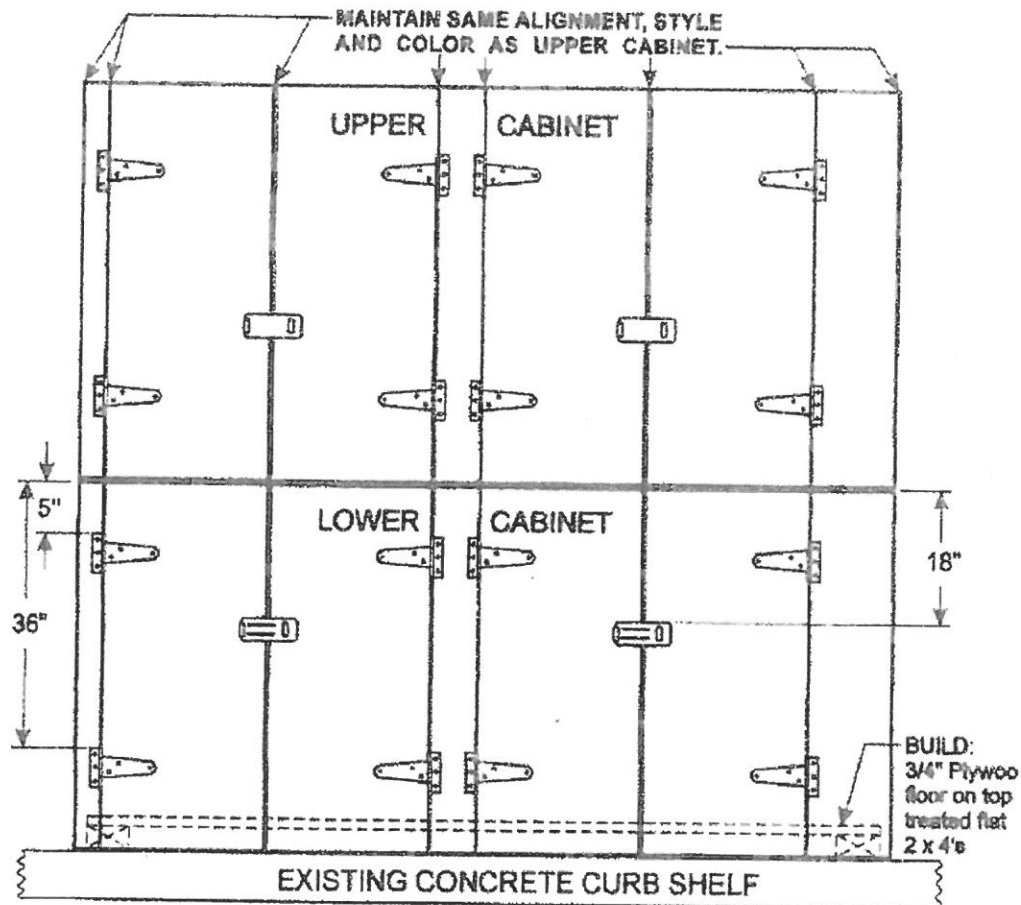 MAINTAIN SAME ALIGNMENT, STYLE
AND COLOR AS UPPER CABINET.
UPPER CABINET
5"
LOWER CABINET
18"
36"
BUILD:
3/4" Plywoo
floor on top
treated flat
2 x 4's
EXISTING CONCRETE CURB SHELF